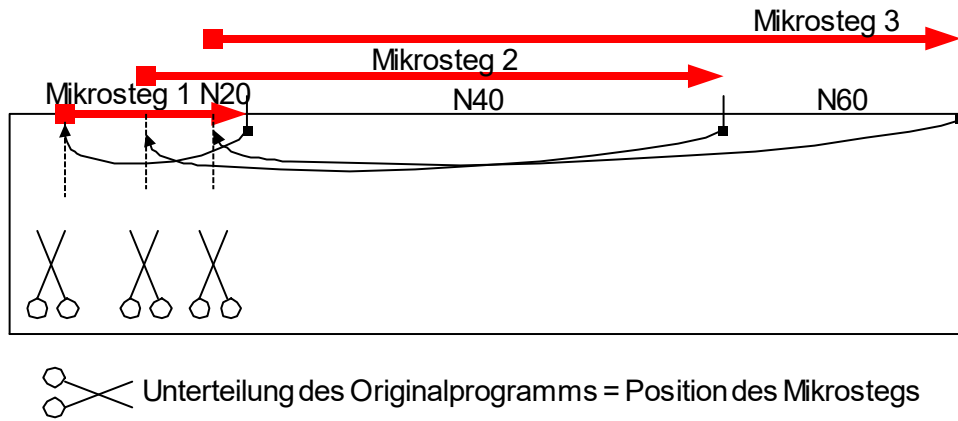 Mikrosteg 3
Mikrosteg 2
Mikrosteg 1 N20
N40
N60
Unterteilung des Originalprogramms = Position des Mikrostegs